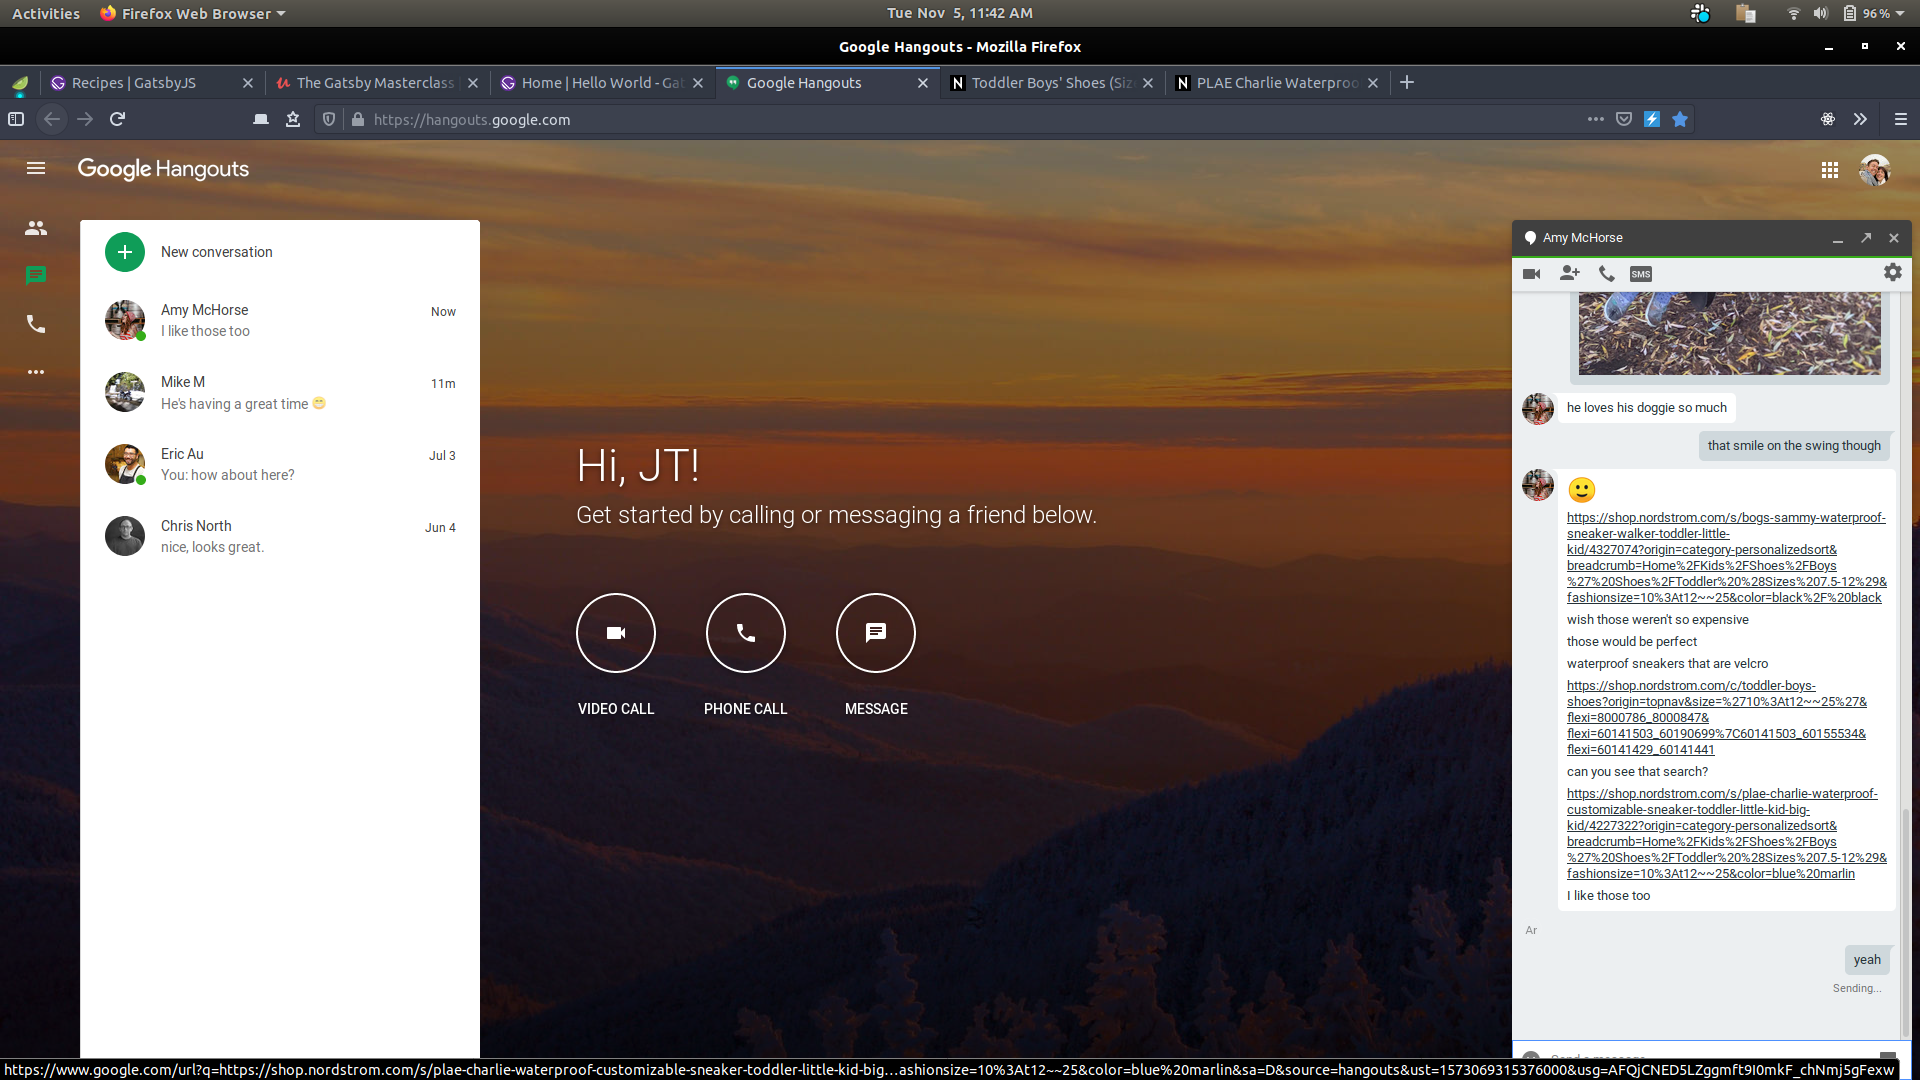 Activities
Firefox Web Browser
Tue Nov 5, 11:42 AM
96 %
Google Hangouts - Mozilla Firefox
Recipes | GatsbyJS
The Gatsby Masterclass |
Home | Hello World - Gat
Google Hangouts
Toddler Boys' Shoes (Size
PLAE Charlie Waterproo
https://hangouts.google.com
Google Hangouts
New conversation
Amy McHorse
Now
I like those too
Mike M
11m
He's having a great time 😁
Eric Au
Jul 3
You: how about here?
Chris North
Jun 4
nice, looks great.
Hi, JT!
Get started by calling or messaging a friend below.
VIDEO CALL
PHONE CALL
MESSAGE
Amy McHorse
SMS
he loves his doggie so much
that smile on the swing though
🙂
https://shop.nordstrom.com/s/bogs-sammy-waterproof-
sneaker-walker-toddler-little-
kid/4327074?origin=category-personalizedsort&
breadcrumb=Home%2FKids%2FShoes%2FBoys
%27%20Shoes%2FToddler%20%28Sizes%207.5-12%29&
fashionsize=10%3At12~~25&color=black%2F%20black
wish those weren't so expensive
those would be perfect
waterproof sneakers that are velcro
https://shop.nordstrom.com/c/toddler-boys-
shoes?origin=topnav&size=%2710%3At12~~25%27&
flexi=8000786_8000847&
flexi=60141503_60190699%7C60141503_60155534&
flexi=60141429_60141441
can you see that search?
https://shop.nordstrom.com/s/plae-charlie-waterproof-
customizable-sneaker-toddler-little-kid-big-
kid/4227322?origin=category-personalizedsort&
breadcrumb=Home%2FKids%2FShoes%2FBoys
%27%20Shoes%2FToddler%20%28Sizes%207.5-12%29&
fashionsize=10%3At12~~25&color=blue%20marlin
I like those too
Ar
yeah
Sending...
Send a message
https://www.google.com/url?q=https://shop.nordstrom.com/s/plae-charlie-waterproof-customizable-sneaker-toddler-little-kid-big…ashionsize=10%3At12~~25&color=blue%20marlin&sa=D&source=hangouts&ust=1573069315376000&usg=AFQjCNED5LZggmft9I0mkF_chNmj5gFexw